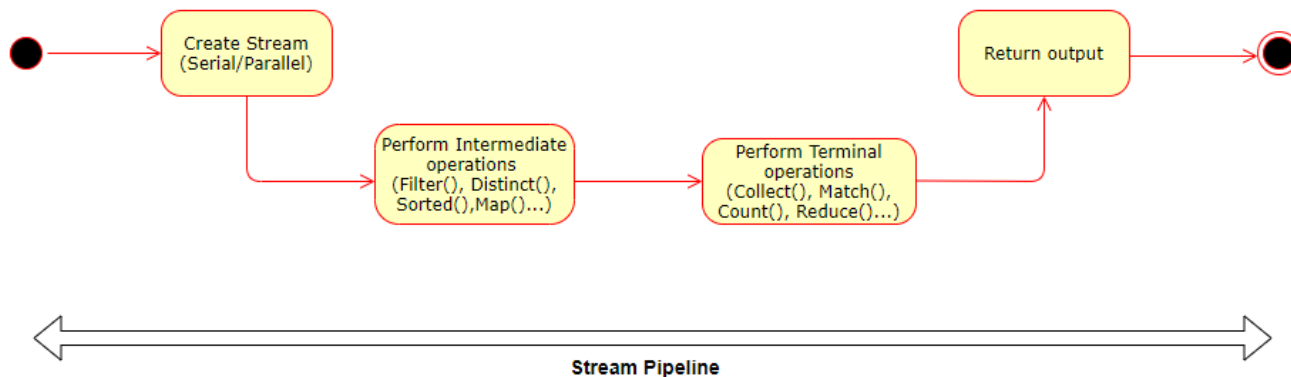 Create Stream
(Serial/Parallel)
Return output
Perform Intermediate
operations
(Filter(), Distinct(),
Sorted(),Map()...)
Perform Terminal
operations
(Collect(), Match(),
Count(), Reduce()...)
Stream Pipeline